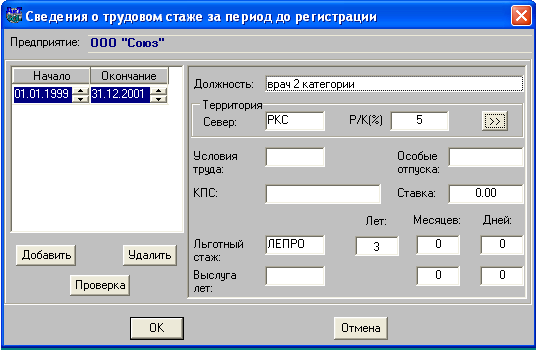 Сведения о трудовом стаже за период до регистрации
Предприятие: ООО "Союз"
Начало Окончание
01.01.1999 31.12.2001
Должность: врач 2 категории
Территория
Север: РКС Р/К(%) 5 >>
Условия труда: Особые отпуска:
КПС: Ставка: 0.00
Лет: Месяцев: Дней:
Льготный стаж: ЛЕПРО 3 0 0
Выслуга лет: 0 0
Добавить Удалить
Проверка
OK Отмена